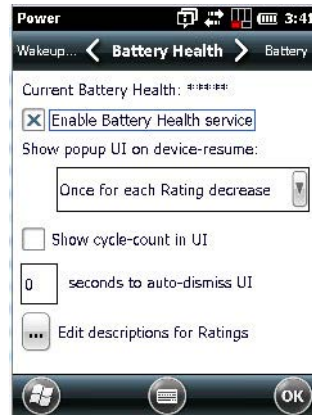 Power 3:41
Wakeup... Battery Health Battery
Current Battery Health: *****
Enable Battery Health service
Show popup UI on device-resume:
Once for each Rating decrease
Show cycle-count in UI
0 seconds to auto-dismiss UI
... Edit descriptions for Ratings
OK